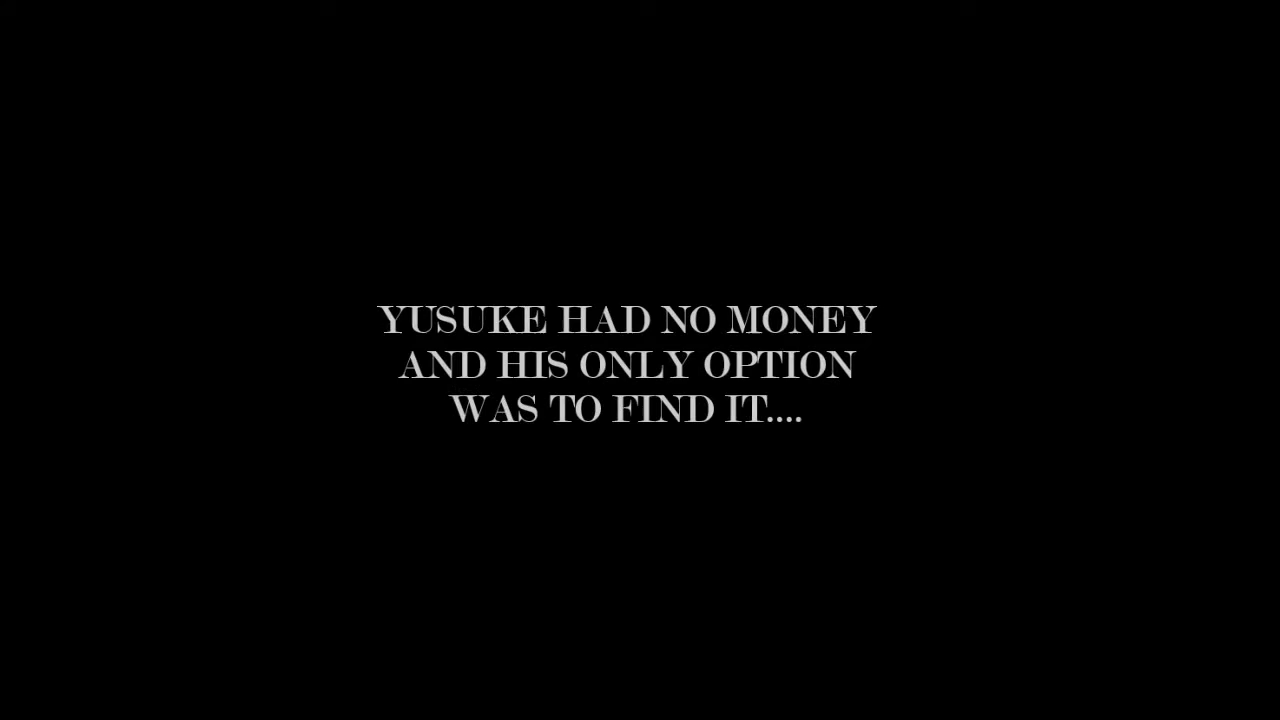 YUSUKE HAD NO MONEY
AND HIS ONLY OPTION
WAS TO FIND IT....